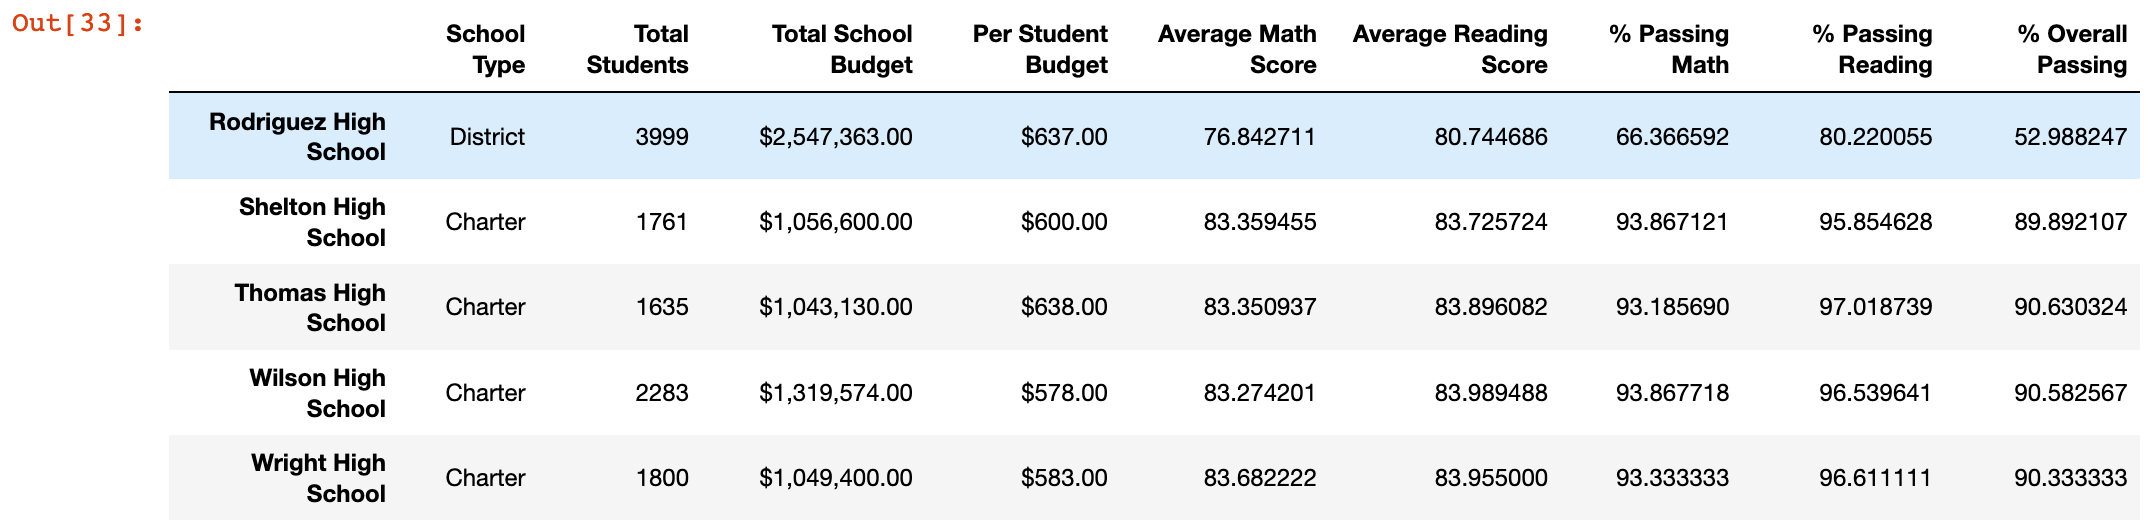 Out[33]:
School Type Total Students Total School Budget Per Student Budget Average Math Score Average Reading Score % Passing Math % Passing Reading % Overall Passing
Rodriguez High School District 3999 $2,547,363.00 $637.00 76.842711 80.744686 66.366592 80.220055 52.988247
Shelton High School Charter 1761 $1,056,600.00 $600.00 83.359455 83.725724 93.867121 95.854628 89.892107
Thomas High School Charter 1635 $1,043,130.00 $638.00 83.350937 83.896082 93.185690 97.018739 90.630324
Wilson High School Charter 2283 $1,319,574.00 $578.00 83.274201 83.989488 93.867718 96.539641 90.582567
Wright High School Charter 1800 $1,049,400.00 $583.00 83.682222 83.955000 93.333333 96.611111 90.333333